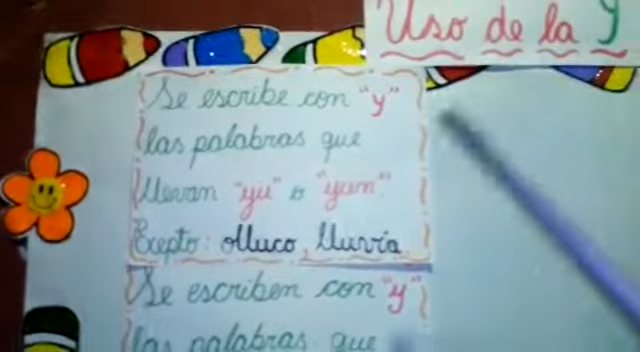 Uso de la y
Se escribe con "y"
las palabras que
llevan "yu" o "yun".
Excepto: olluco, lluvia
Se escriben con "y"
las palabras que